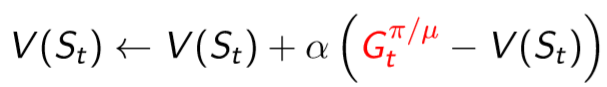 V(S_t) ← V(S_t) + α (G_t^{π/μ} − V(S_t))